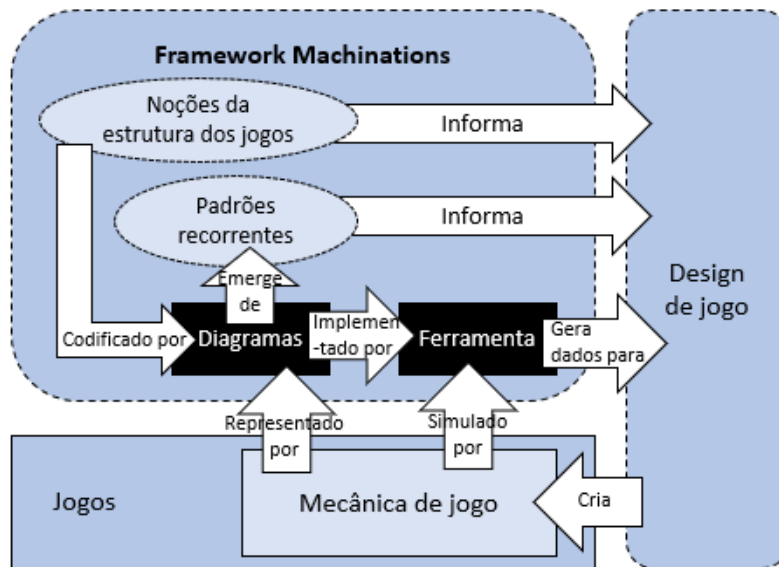 Framework Machinations
Noções da
estrutura dos jogos
Informa
Padrões
recorrentes
Informa
Emerge
de
Design
de jogo
Codificado por
Diagramas
Implemen
-tado por
Ferramenta
Gera
dados para
Representado
por
Simulado
por
Jogos
Mecânica de jogo
Cria